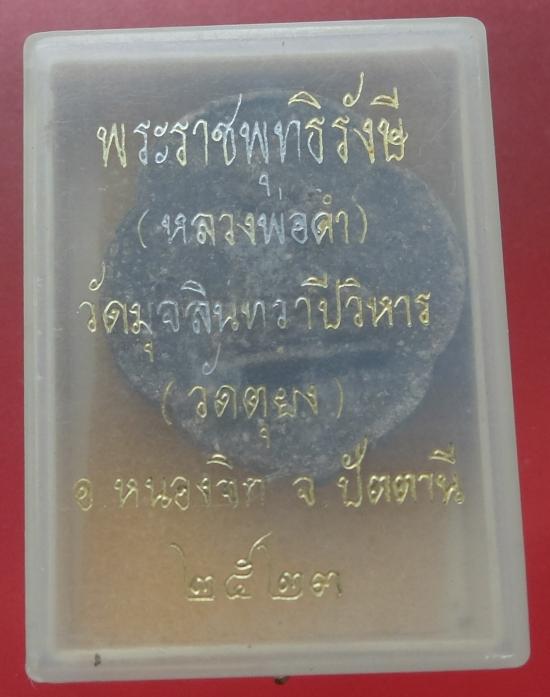 พระราชพุทธิรังษี
(หลวงพ่อดำ)
วัดมุจลินทวาปีวิหาร
(วัดตุยง)
อ.หนองจิก จ.ปัตตานี
๒๕๒๓